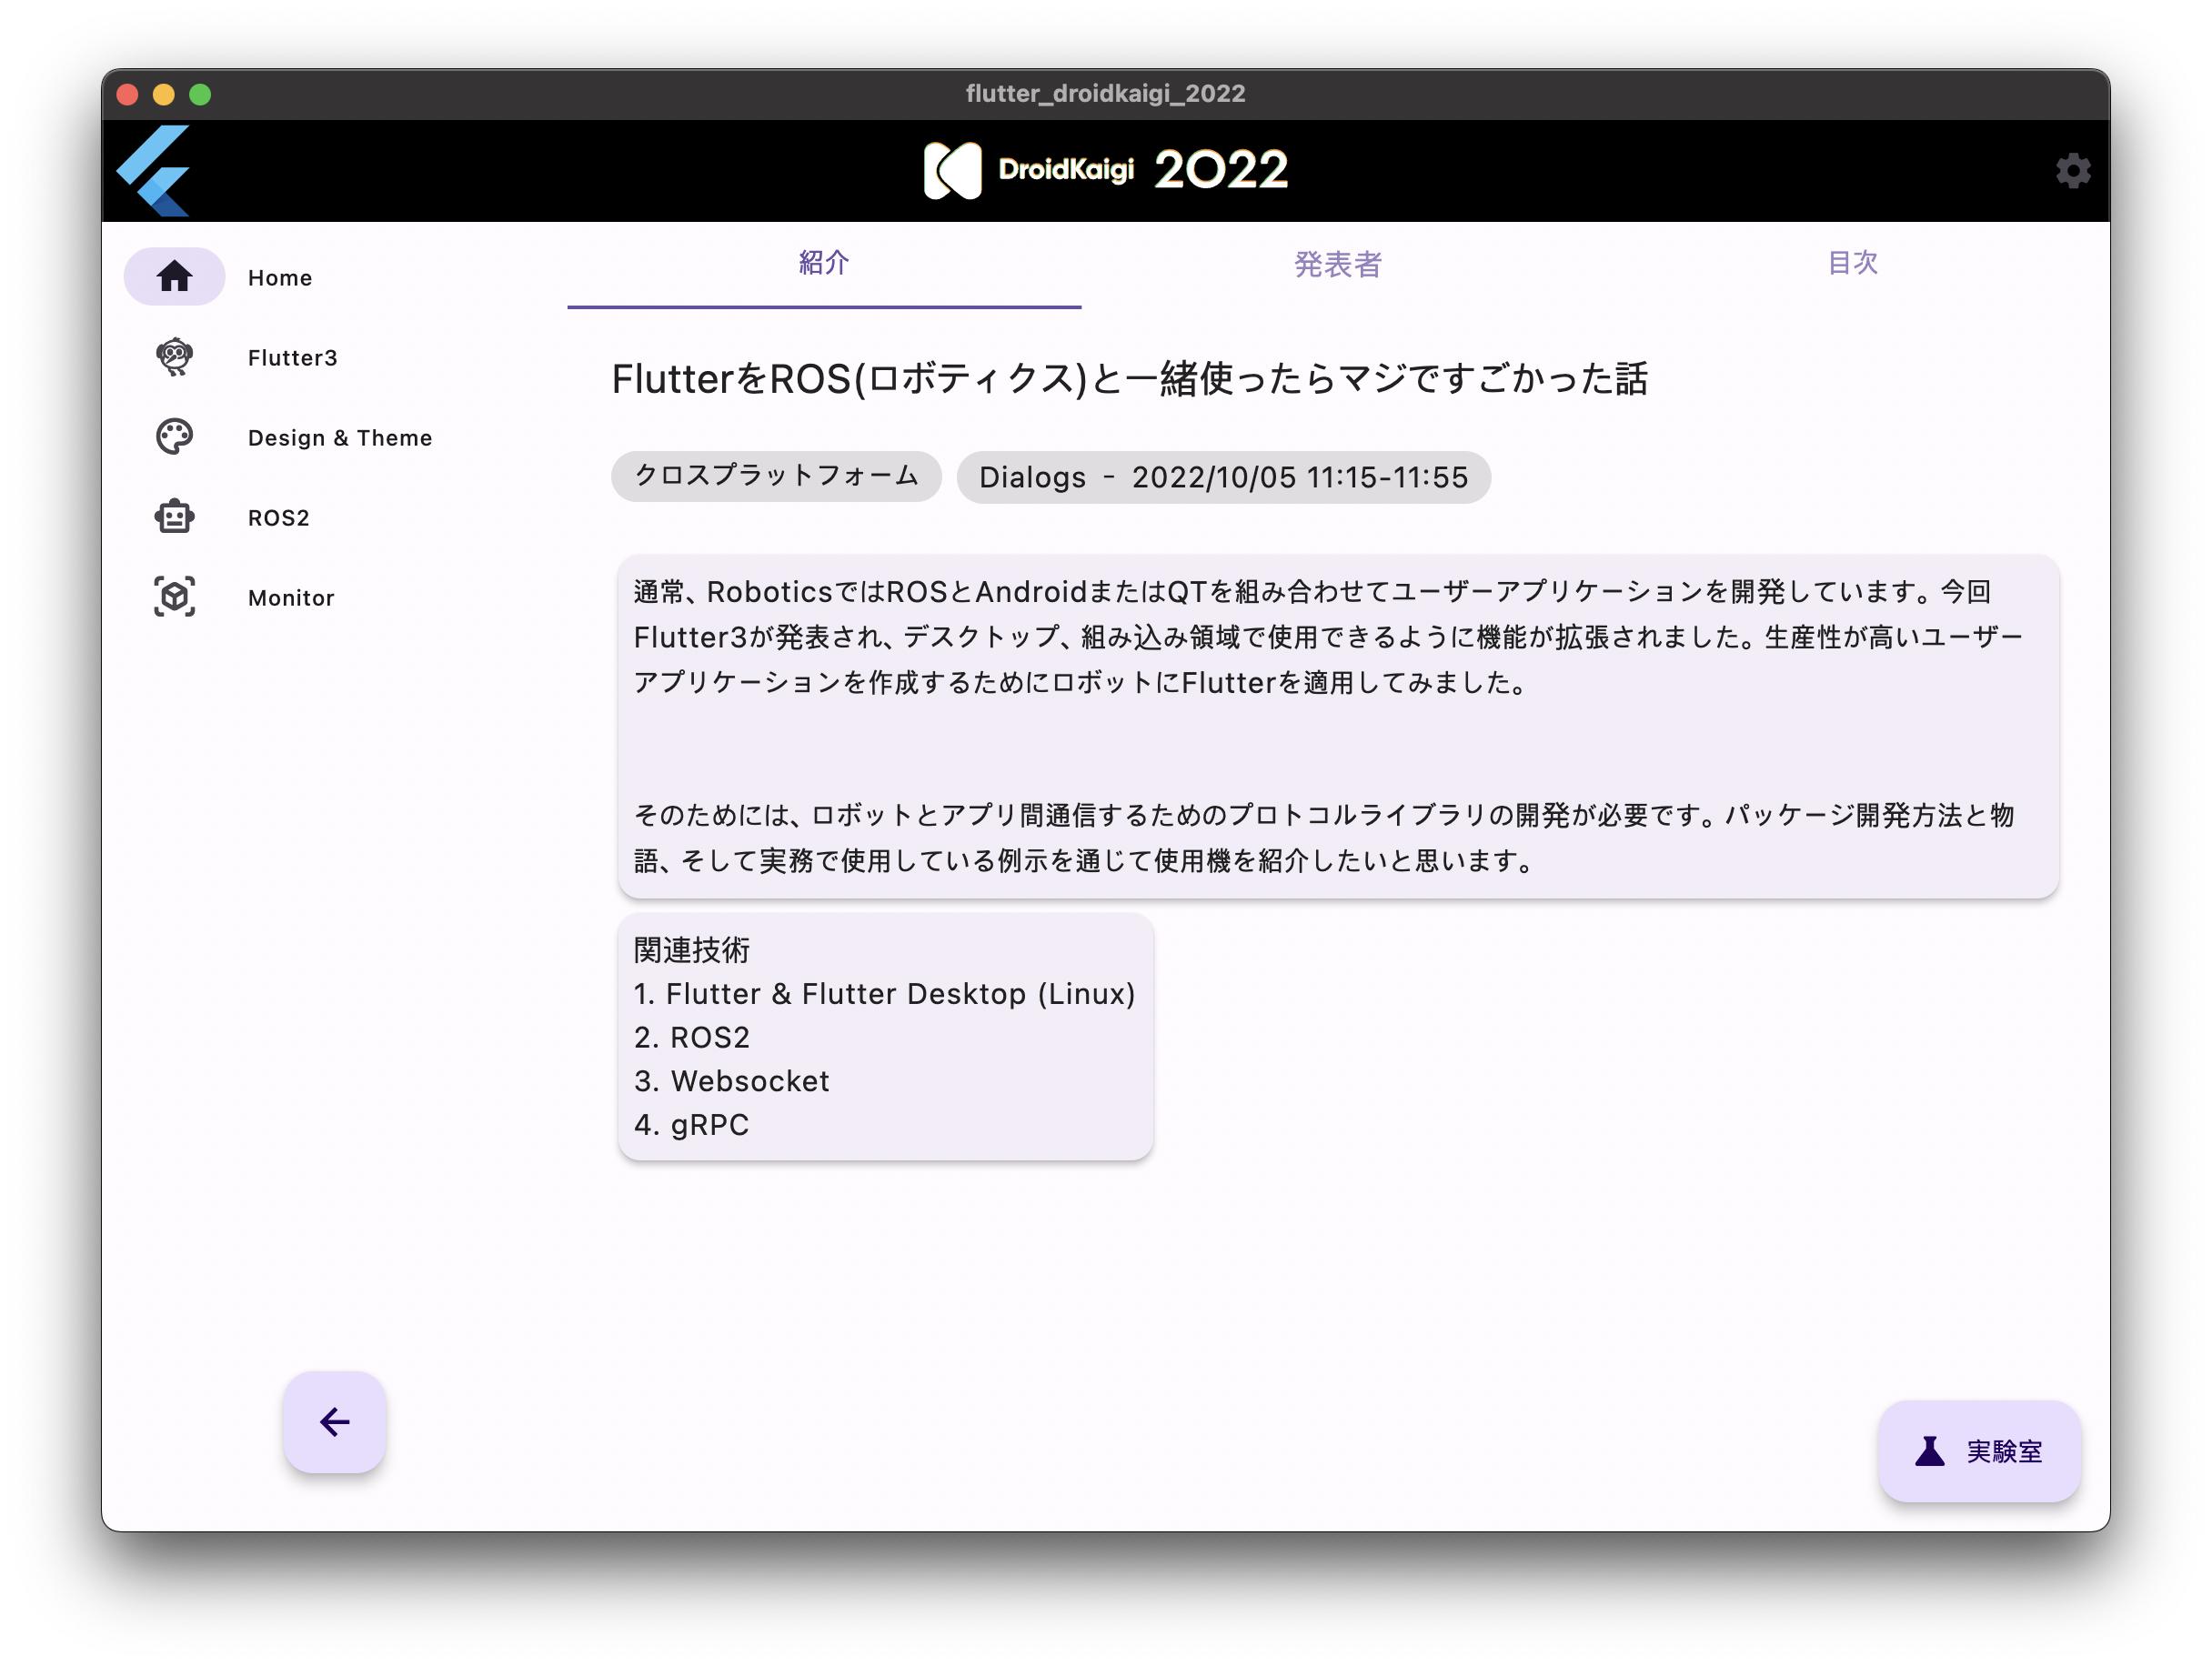 flutter_droidkaigi_2022
DroidKaigi 2022
Home
Flutter3
Design & Theme
ROS2
Monitor
紹介
発表者
目次
FlutterをROS(ロボティクス)と一緒使ったらマジですごかった話
クロスプラットフォーム
Dialogs - 2022/10/05 11:15-11:55
通常、RoboticsではROSとAndroidまたはQTを組み合わせてユーザーアプリケーションを開発しています。今回
Flutter3が発表され、デスクトップ、組み込み領域で使用できるように機能が拡張されました。生産性が高いユーザー
アプリケーションを作成するためにロボットにFlutterを適用してみました。
そのためには、ロボットとアプリ間通信するためのプロトコルライブラリの開発が必要です。パッケージ開発方法と物
語、そして実務で使用している例示を通じて使用機を紹介したいと思います。
関連技術
1. Flutter & Flutter Desktop (Linux)
2. ROS2
3. Websocket
4. gRPC
実験室